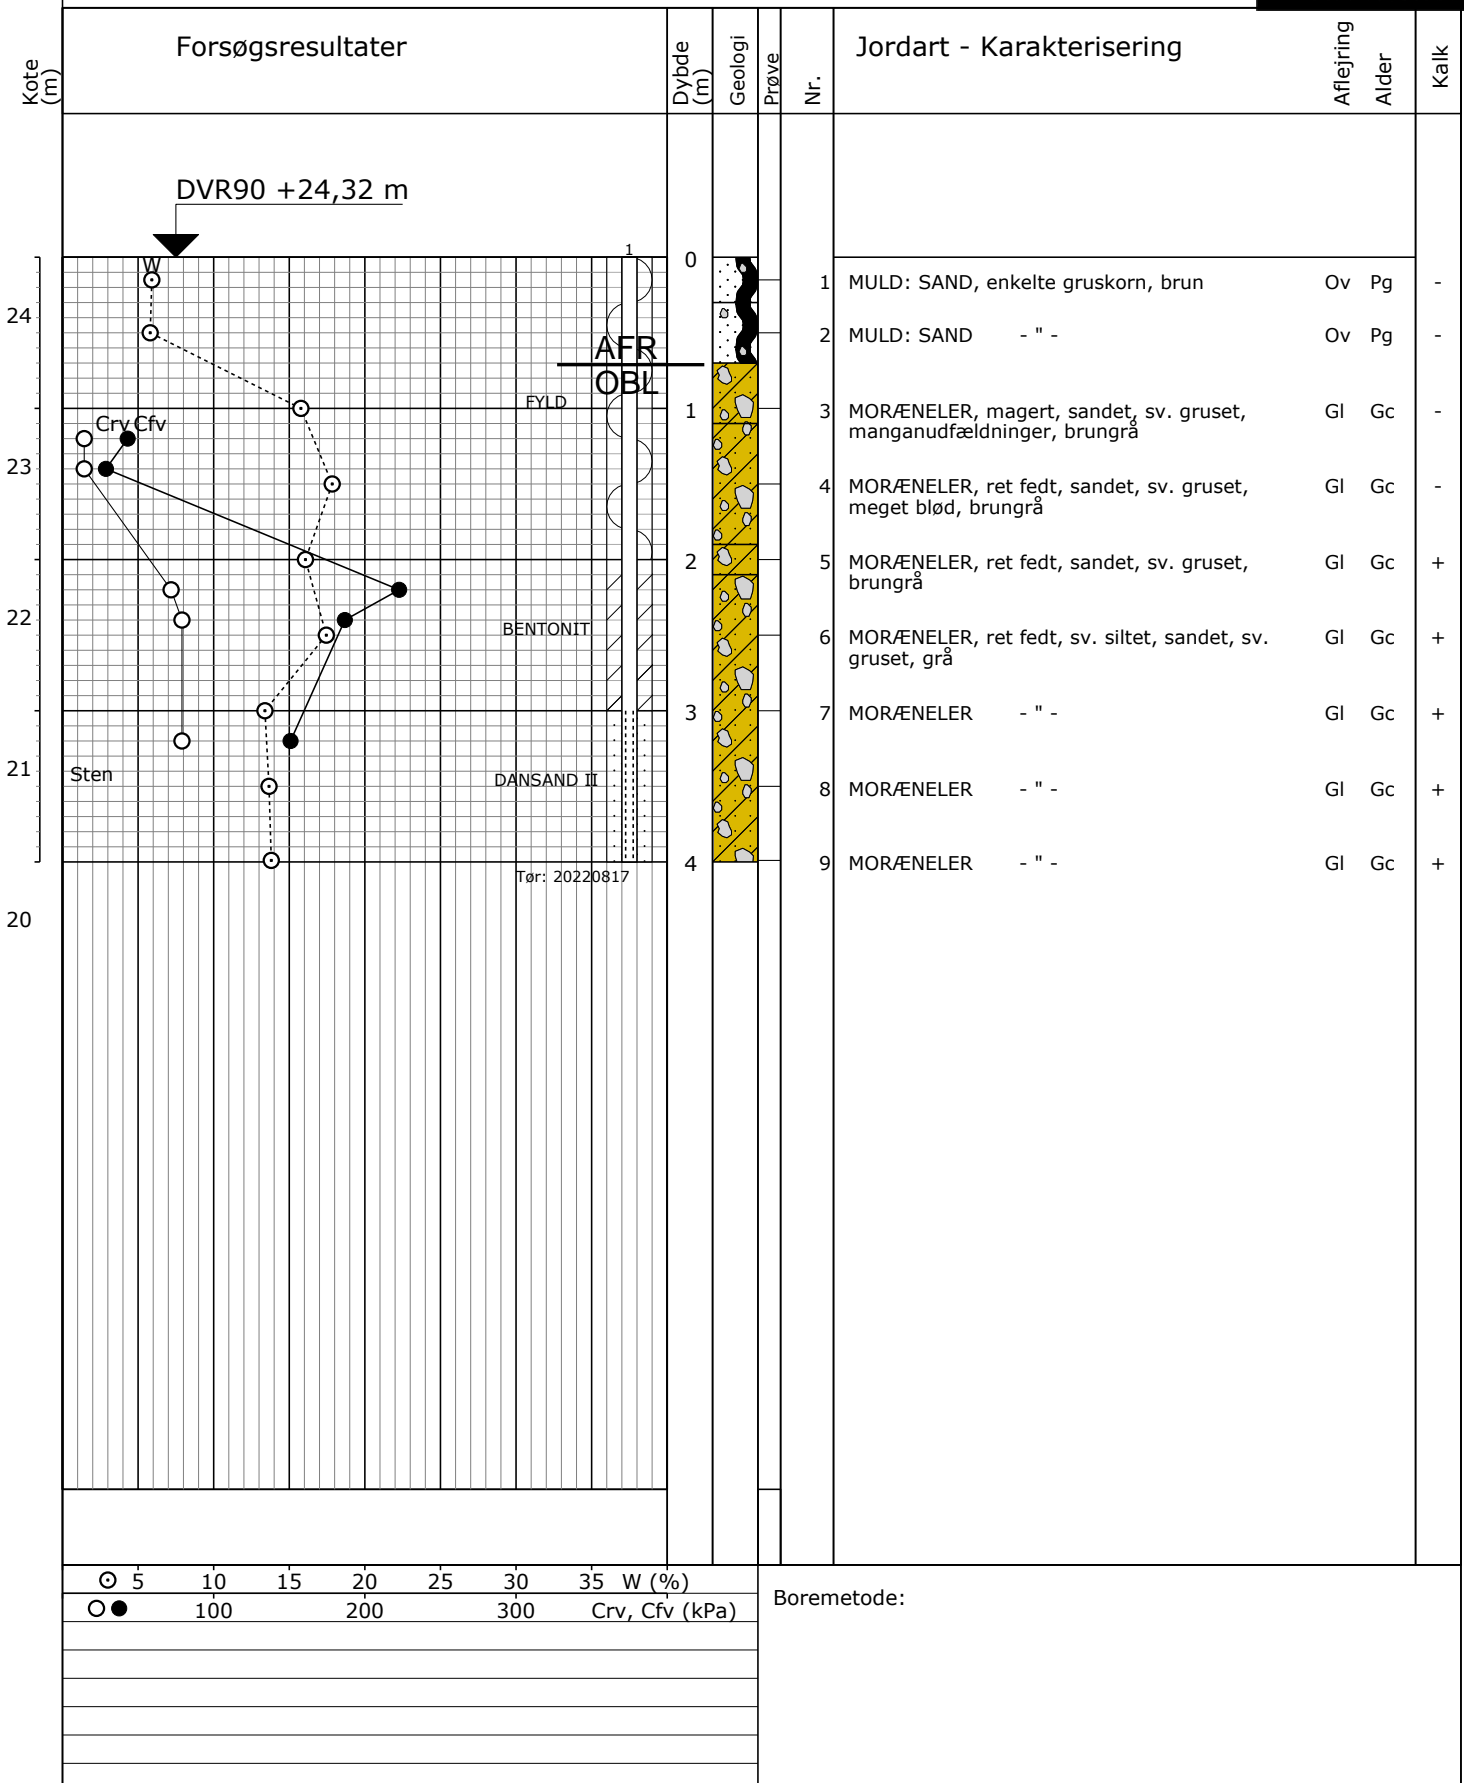 Kote (m)
Forsøgsresultater
Dybde (m)
Geologi
Prøve
Nr.
Jordart - Karakterisering
Aflejring
Alder
Kalk
DVR90 +24,32 m
W
1
0
1 MULD: SAND, enkelte gruskorn, brun Ov Pg -
24
2 MULD: SAND - " - Ov Pg -
AFR
OBL
FYLD
1
Crv Cfv
3 MORÆNELER, magert, sandet, sv. gruset, Gl Gc -
manganudfældninger, brungrå
23
4 MORÆNELER, ret fedt, sandet, sv. gruset, Gl Gc -
meget blød, brungrå
2
5 MORÆNELER, ret fedt, sandet, sv. gruset, Gl Gc +
brungrå
22
BENTONIT
6 MORÆNELER, ret fedt, sv. siltet, sandet, sv. Gl Gc +
gruset, grå
3
7 MORÆNELER - " - Gl Gc +
21
Sten
DANSAND II
8 MORÆNELER - " - Gl Gc +
4
9 MORÆNELER - " - Gl Gc +
Tør: 20220817
20
5 10 15 20 25 30 35 W (%)
100 200 300 Crv, Cfv (kPa)
Boremetode: